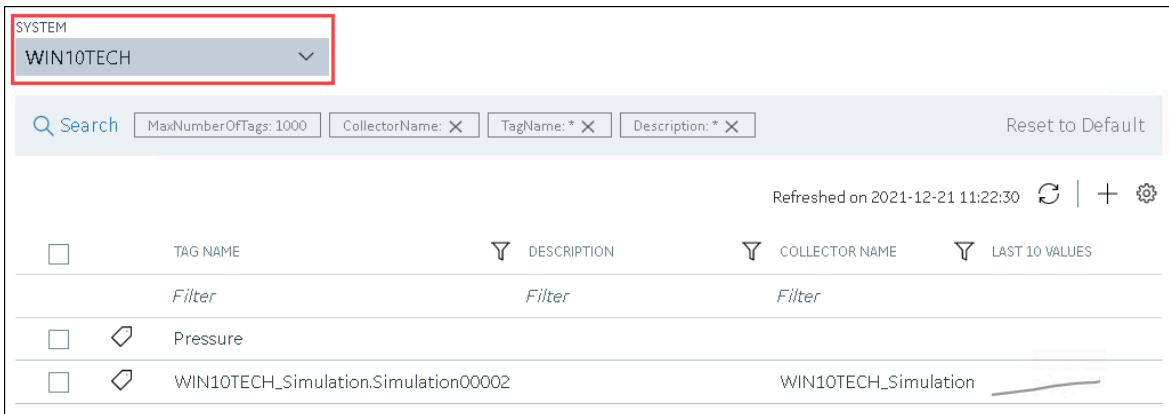 SYSTEM
WIN10TECH
Search MaxNumberOfTags: 1000 CollectorName: TagName: * Description: * Reset to Default
Refreshed on 2021-12-21 11:22:30
TAG NAME DESCRIPTION COLLECTOR NAME LAST 10 VALUES
Filter Filter Filter
Pressure
WIN10TECH_Simulation.Simulation00002 WIN10TECH_Simulation